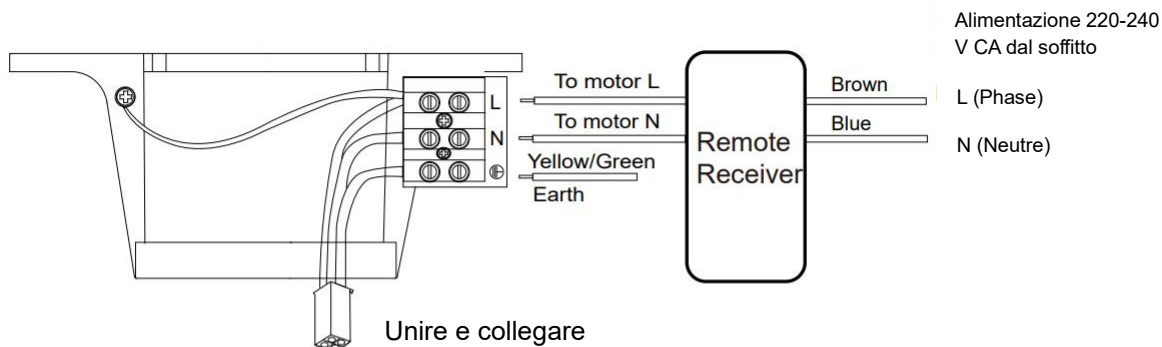 Alimentazione 220-240
V CA dal soffitto
To motor L
Brown
L
L (Phase)
To motor N
Blue
N
N (Neutre)
Remote
Receiver
Yellow/Green
Earth
Unire e collegare